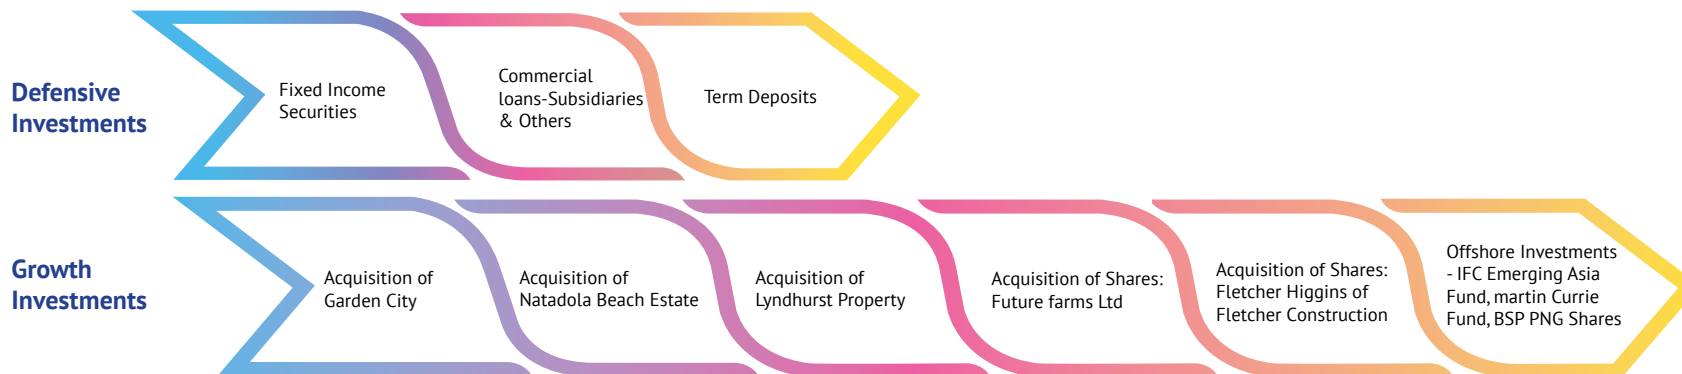 Defensive
Investments
Fixed Income
Securities
Commercial
loans-Subsidiaries
& Others
Term Deposits
Growth
Investments
Acquisition of
Garden City
Acquisition of
Natadola Beach Estate
Acquisition of
Lyndhurst Property
Acquisition of Shares:
Future farms Ltd
Acquisition of Shares:
Fletcher Higgins of
Fletcher Construction
Offshore Investments
- IFC Emerging Asia
Fund, martin Currie
Fund, BSP PNG Shares